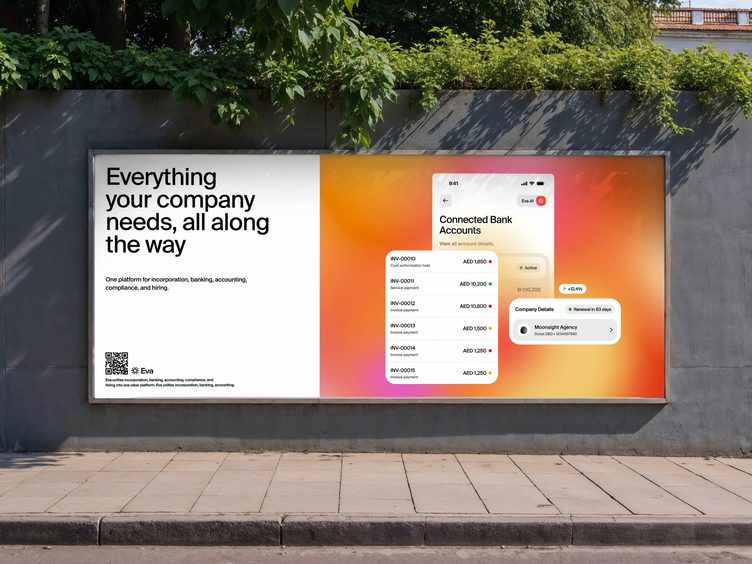 Everything
your company
needs, all along
the way
One platform for incorporation, banking, accounting,
compliance, and hiring.
Eva
Eva unifies incorporation, banking, accounting, compliance, and
hiring into one clear platform. Eva unifies incorporation, banking, accounting.
9:41
Eva AI
Connected Bank
Accounts
View all account details.
Active
9,100,200
+12.4%
INV-00010 AED 1,850
Card authorization hold
INV-00011 AED 10,200
Service payment
INV-00012 AED 10,800
Invoice payment
INV-00013 AED 1,500
Invoice payment
INV-00014 AED 1,250
Invoice payment
INV-00015 AED 1,250
Invoice payment
Company Details Renewal in 83 days
Moonsight Agency